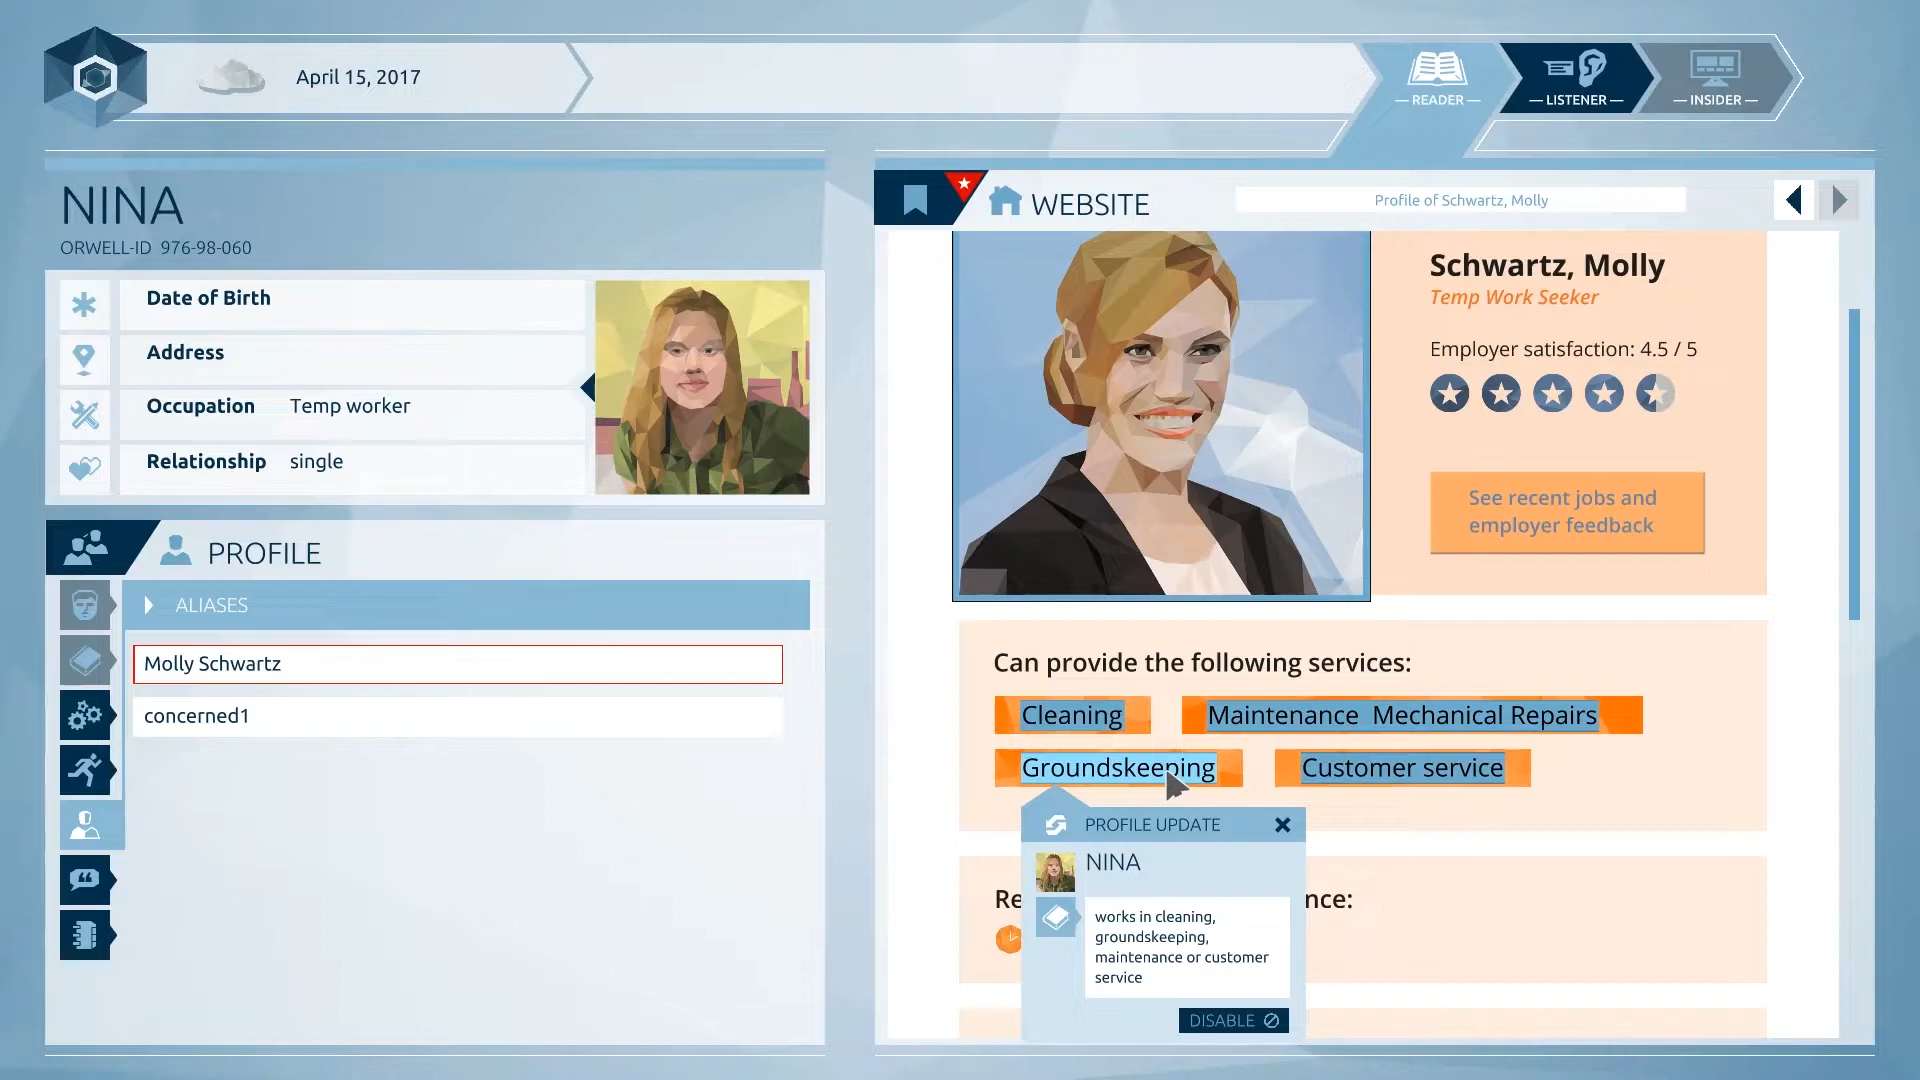 April 15, 2017
READER
LISTENER
INSIDER
NINA
ORWELL-ID 976-98-060
Date of Birth
Address
Occupation Temp worker
Relationship single
PROFILE
ALIASES
Molly Schwartz
concerned1
WEBSITE
Profile of Schwartz, Molly
Schwartz, Molly
Temp Work Seeker
Employer satisfaction: 4.5 / 5
See recent jobs and
employer feedback
Can provide the following services:
Cleaning Maintenance Mechanical Repairs
Groundskeeping Customer service
PROFILE UPDATE
NINA
works in cleaning,
groundskeeping,
maintenance or customer
service
DISABLE